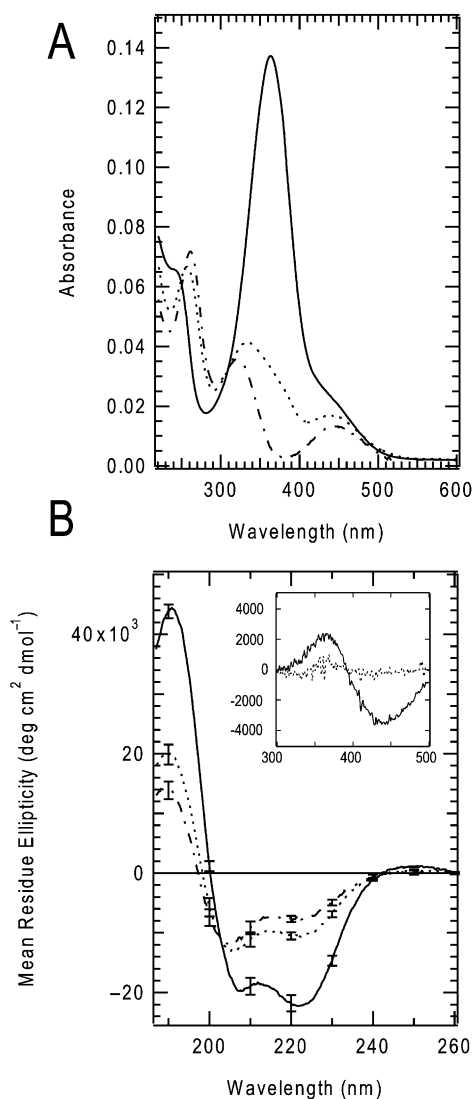 A
0.14
0.12
0.10
0.08
0.06
0.04
0.02
0.00
Absorbance
300 400 500 600
Wavelength (nm)
B
40x10³
20
0
−20
Mean Residue Ellipticity (deg cm² dmol⁻¹)
4000
2000
0
-2000
-4000
300 400 500
200 220 240 260
Wavelength (nm)